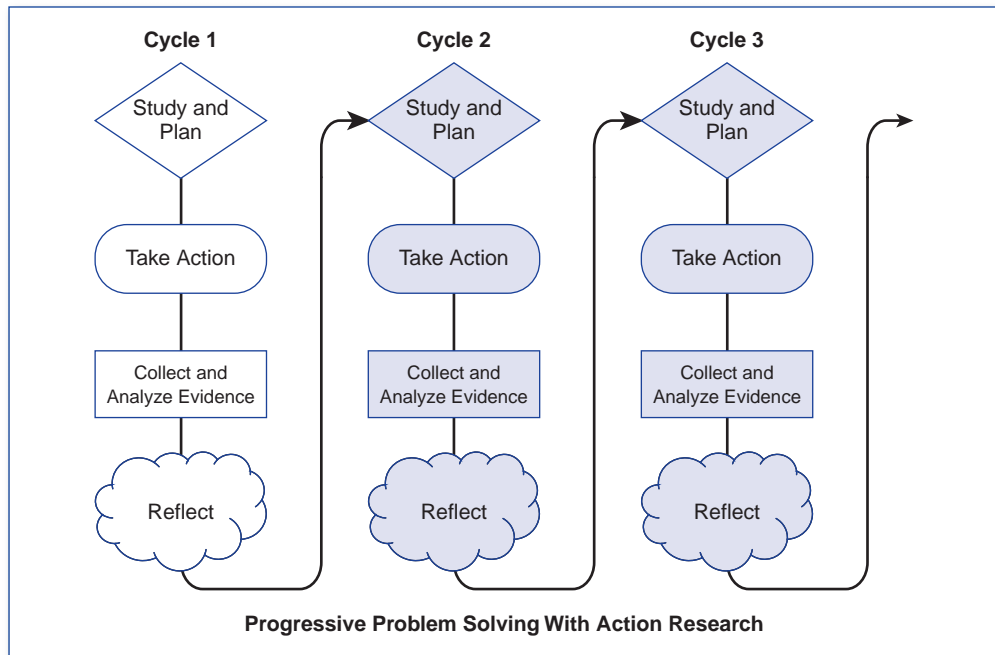 Cycle 1
Study and
Plan
Take Action
Collect and
Analyze Evidence
Reflect
Cycle 2
Study and
Plan
Take Action
Collect and
Analyze Evidence
Reflect
Cycle 3
Study and
Plan
Take Action
Collect and
Analyze Evidence
Reflect
Progressive Problem Solving With Action Research